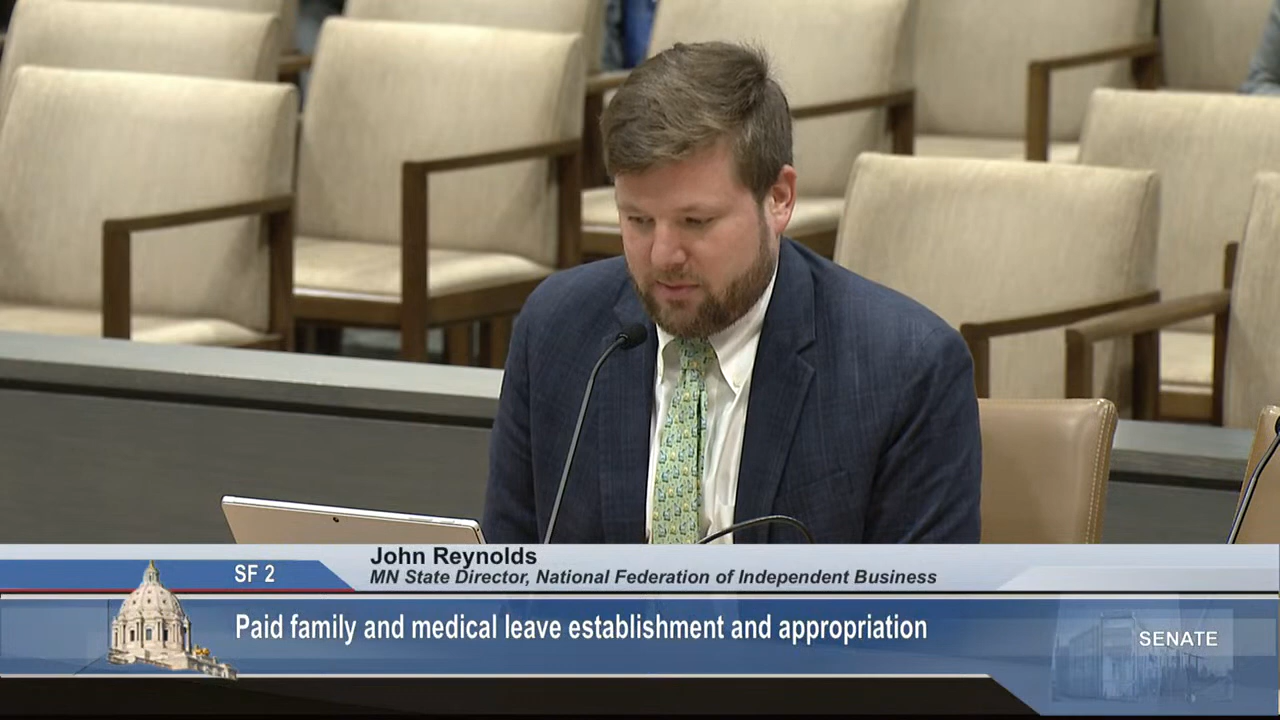 John Reynolds
SF 2
MN State Director, National Federation of Independent Business
Paid family and medical leave establishment and appropriation
SENATE